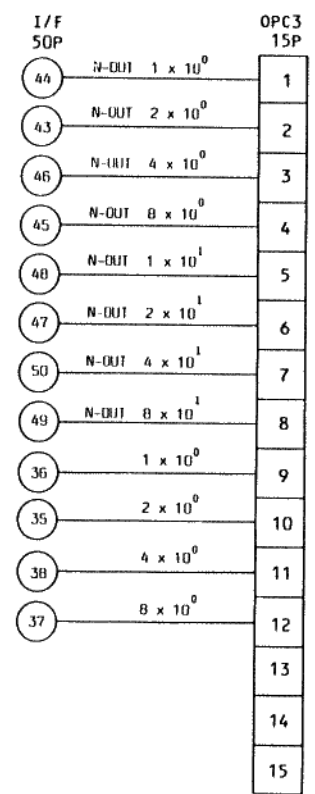 I/F OPC3
50P 15P
44 N-OUT 1 x 10⁰ 1
43 N-OUT 2 x 10⁰ 2
46 N-OUT 4 x 10⁰ 3
45 N-OUT 8 x 10⁰ 4
48 N-OUT 1 x 10¹ 5
47 N-OUT 2 x 10¹ 6
50 N-OUT 4 x 10¹ 7
49 N-OUT 8 x 10¹ 8
36 1 x 10⁰ 9
35 2 x 10⁰ 10
38 4 x 10⁰ 11
37 8 x 10⁰ 12
13
14
15